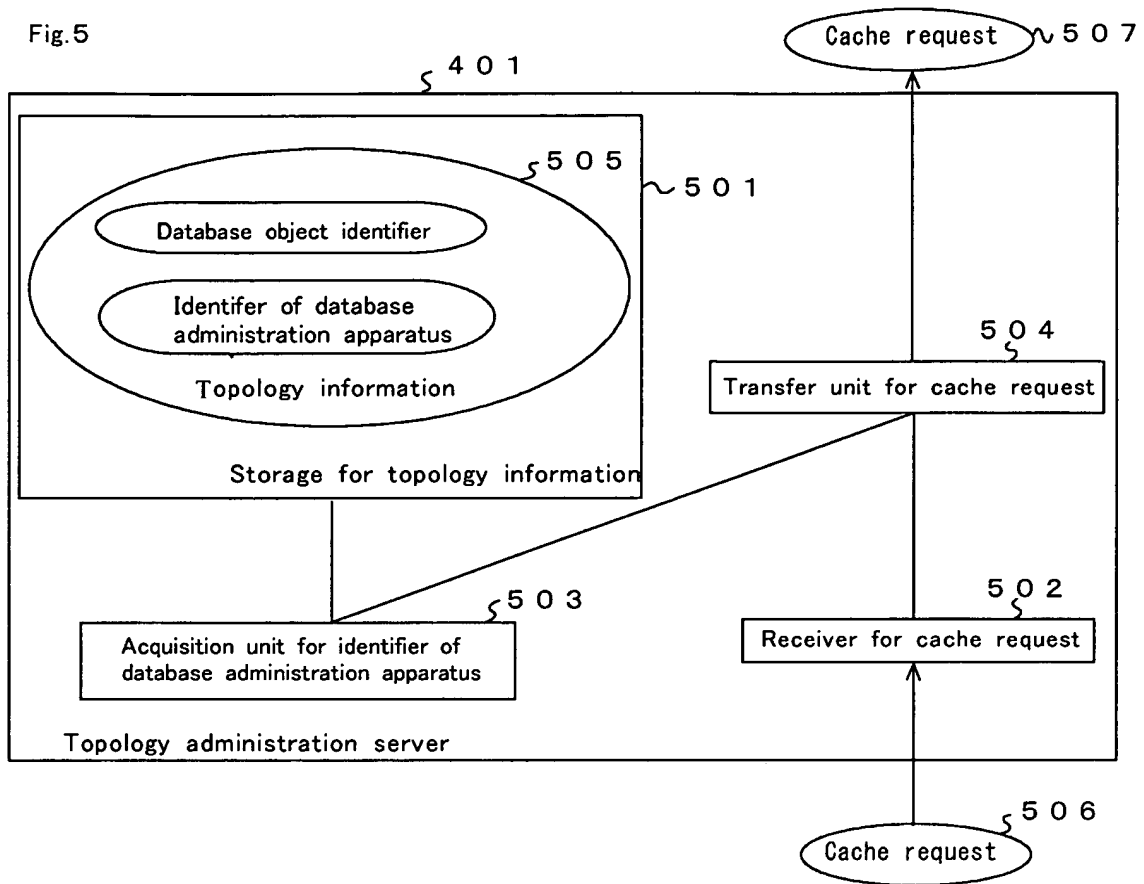 Fig.5
Cache request
507
401
505
501
Database object identifier
Identifer of database
administration apparatus
Topology information
Storage for topology information
504
Transfer unit for cache request
503
Acquisition unit for identifier of
database administration apparatus
502
Receiver for cache request
Topology administration server
506
Cache request